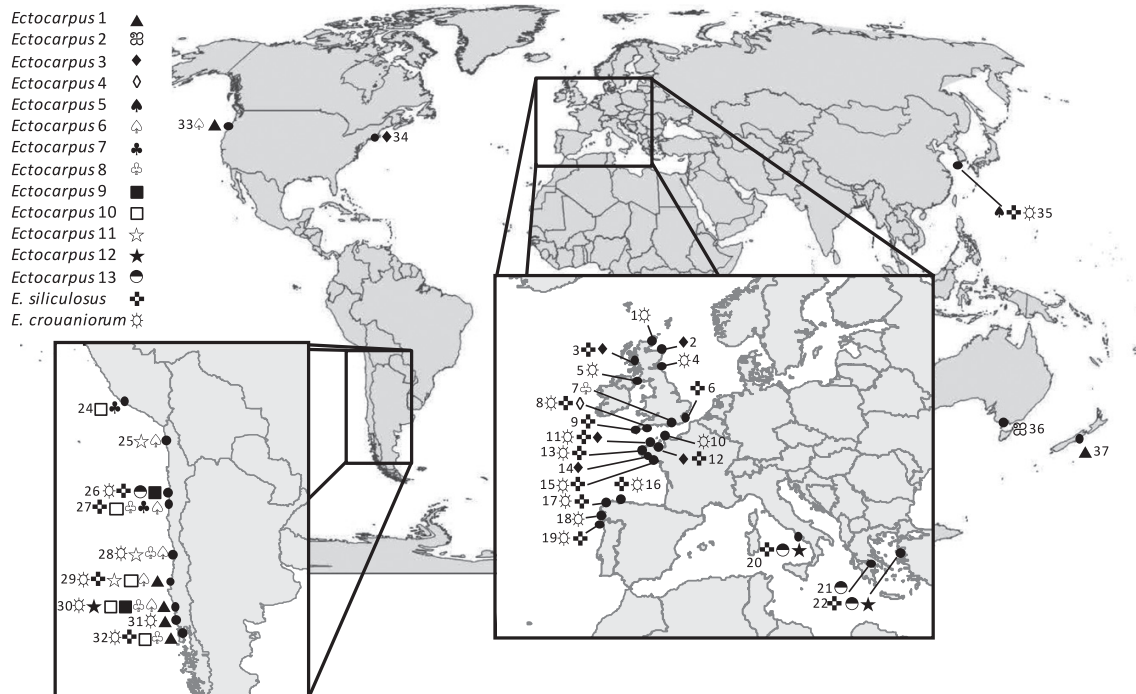 Ectocarpus 1
Ectocarpus 2
Ectocarpus 3
Ectocarpus 4
Ectocarpus 5
Ectocarpus 6
Ectocarpus 7
Ectocarpus 8
Ectocarpus 9
Ectocarpus 10
Ectocarpus 11
Ectocarpus 12
Ectocarpus 13
E. siliculosus
E. crouaniorum
33
34
35
36
37
1
2
3
4
5
6
7
8
9
10
11
12
13
14
15
16
17
18
19
20
21
22
24
25
26
27
28
29
30
31
32